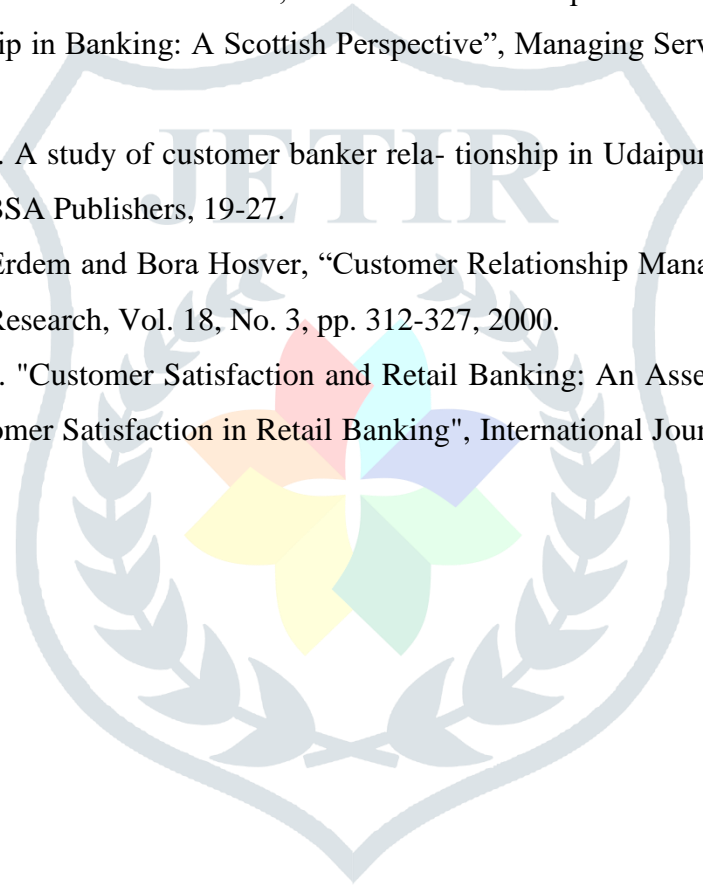 ip in Banking: A Scottish Perspective”, Managing Serv
JETIR
. A study of customer banker rela- tionship in Udaipur
BSA Publishers, 19-27.
Erdem and Bora Hosver, “Customer Relationship Mana
Research, Vol. 18, No. 3, pp. 312-327, 2000.
. "Customer Satisfaction and Retail Banking: An Asse
omer Satisfaction in Retail Banking", International Jour